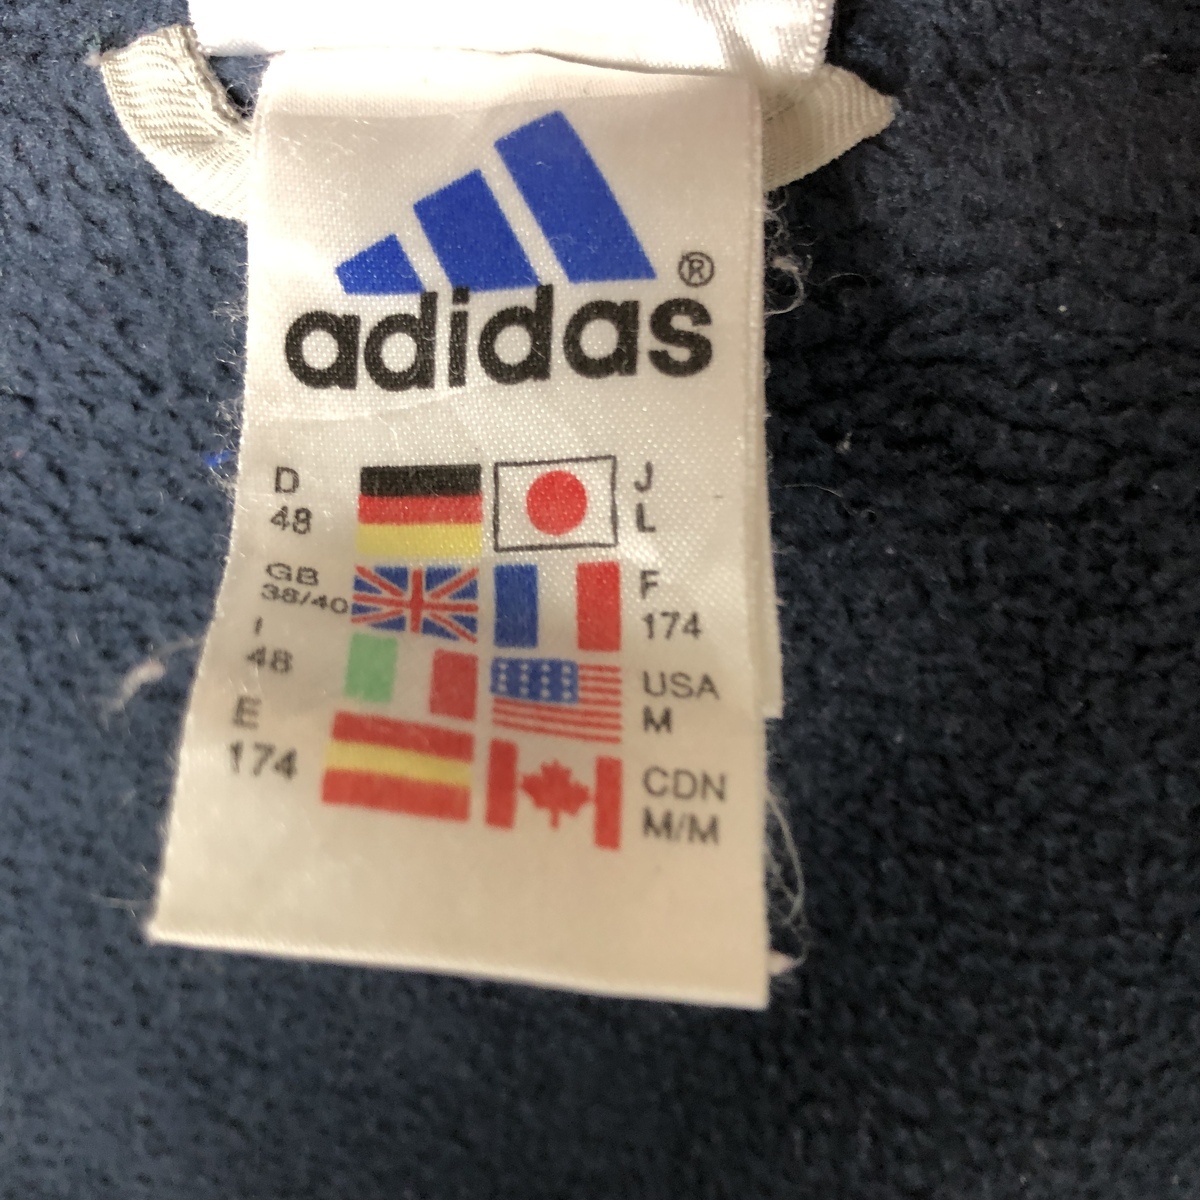 adidas®
D
48
J
L
GB
38/40
F
174
I
48
USA
M
E
174
CDN
M/M